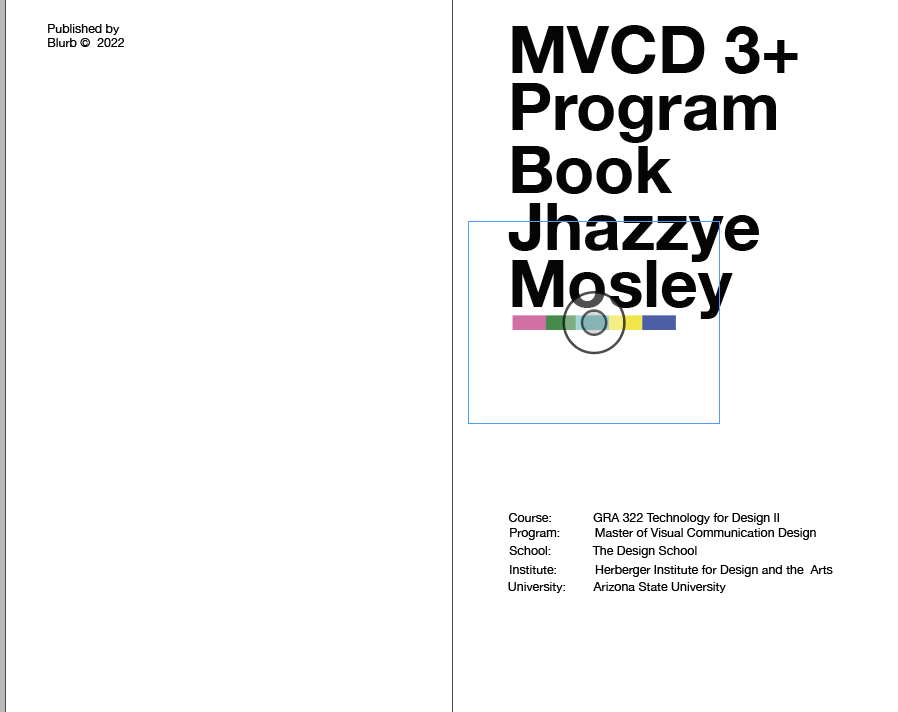 Published by
Blurb © 2022
MVCD 3+
Program
Book
Jhazzye
Mosley
Course: GRA 322 Technology for Design II
Program: Master of Visual Communication Design
School: The Design School
Institute: Herberger Institute for Design and the Arts
University: Arizona State University